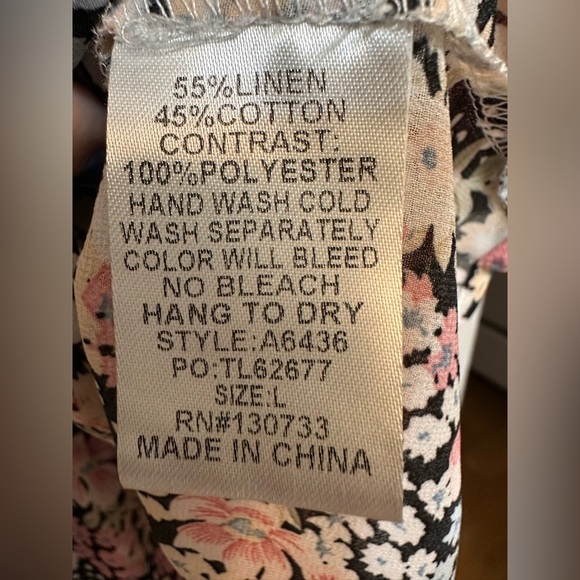 55%LINEN
45%COTTON
CONTRAST:
100%POLYESTER
HAND WASH COLD
WASH SEPARATELY
COLOR WILL BLEED
NO BLEACH
HANG TO DRY
STYLE:A6436
PO:TL62677
SIZE:L
RN#130733
MADE IN CHINA